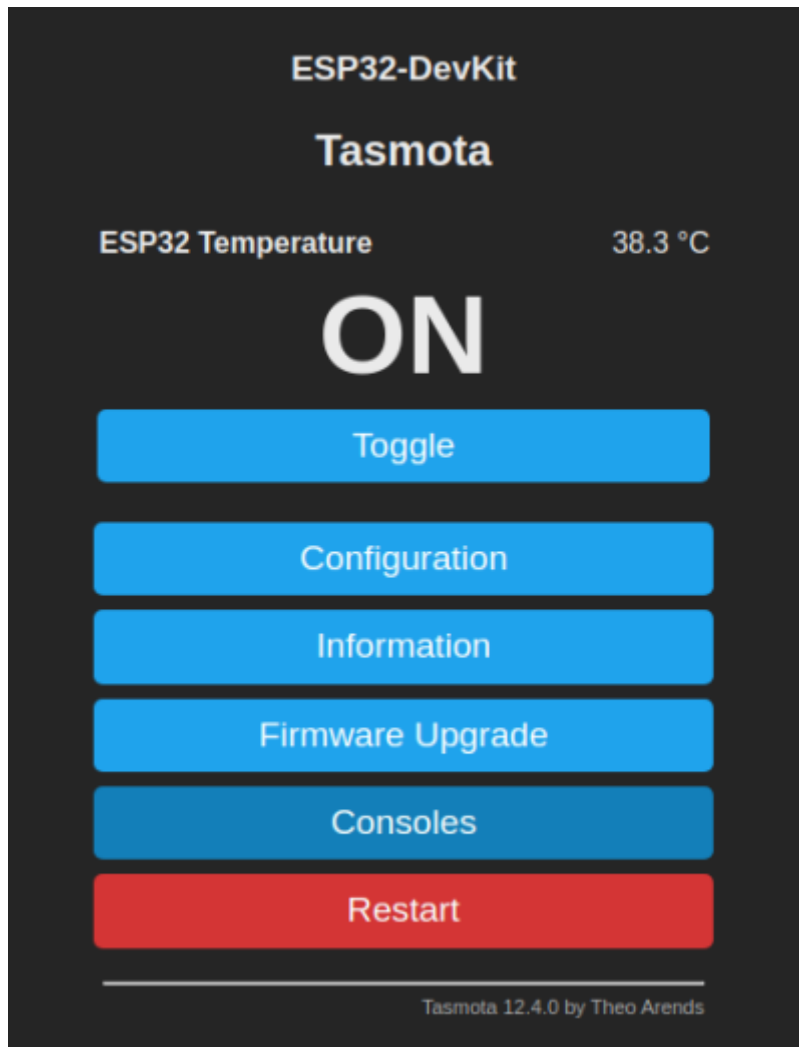 ESP32-DevKit
Tasmota
ESP32 Temperature 38.3 °C
ON
Toggle
Configuration
Information
Firmware Upgrade
Consoles
Restart
Tasmota 12.4.0 by Theo Arends